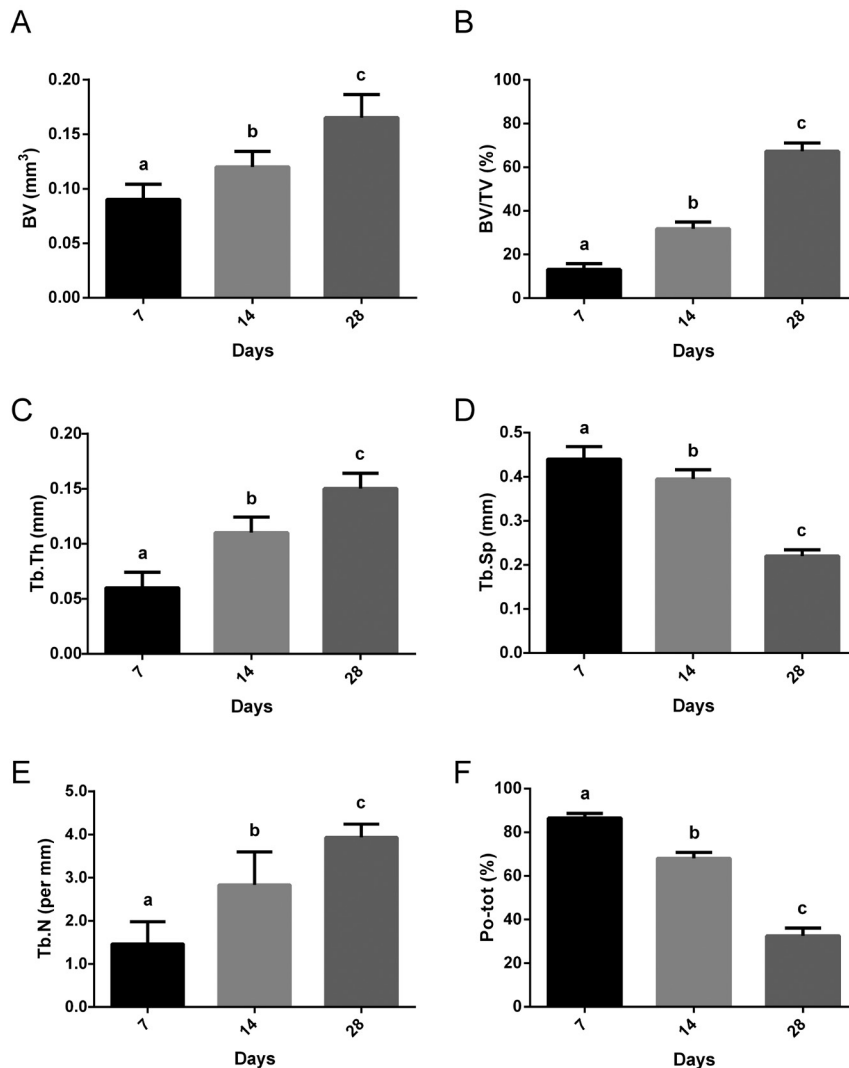 A
BV (mm³)
0.20
0.15
0.10
0.05
0.00
a
b
c
7
14
28
Days
B
BV/TV (%)
100
80
60
40
20
0
a
b
c
7
14
28
Days
C
Tb.Th (mm)
0.20
0.15
0.10
0.05
0.00
a
b
c
7
14
28
Days
D
Tb.Sp (mm)
0.5
0.4
0.3
0.2
0.1
0.0
a
b
c
7
14
28
Days
E
Tb.N (per mm)
5.0
4.0
3.0
2.0
1.0
0.0
a
b
c
7
14
28
Days
F
Po-tot (%)
100
80
60
40
20
0
a
b
c
7
14
28
Days